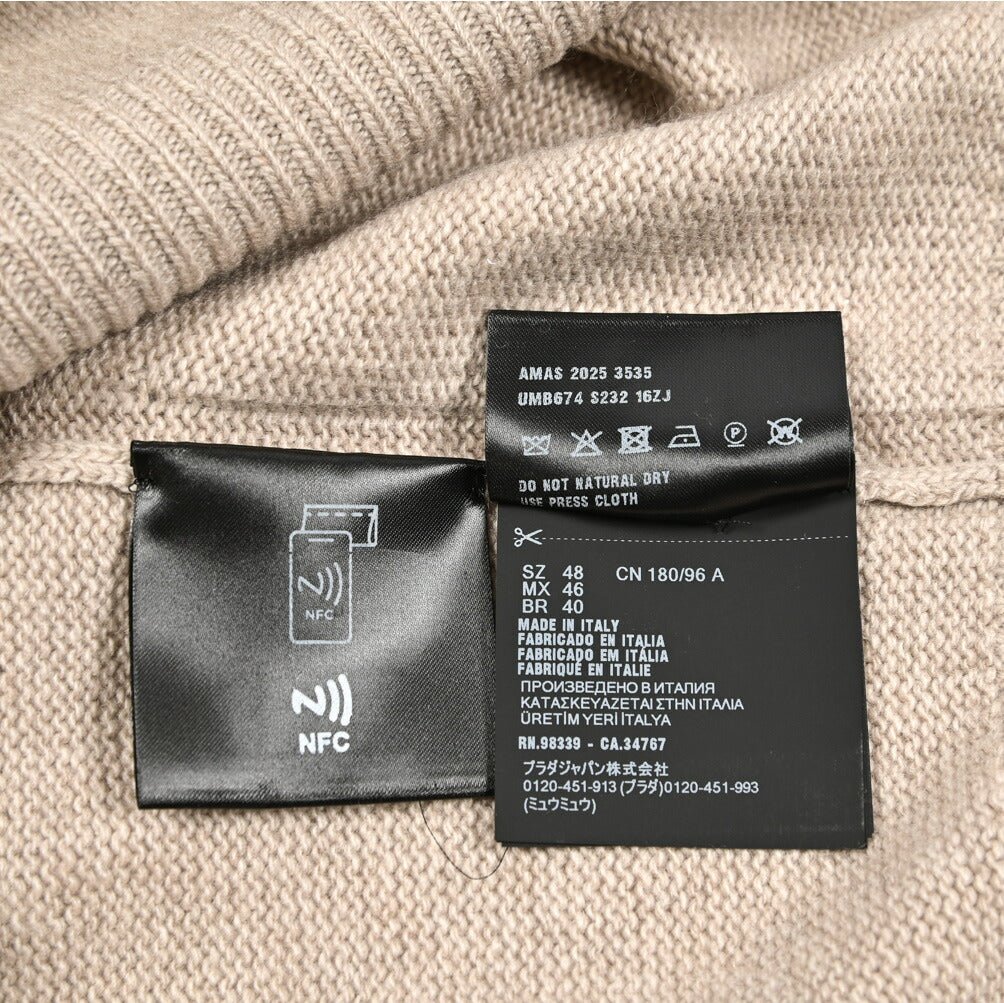 NFC
NFC
AMAS 2025 3535
UMB674 S232 16ZJ
P
W
DO NOT NATURAL DRY
USE PRESS CLOTH
SZ 48 CN 180/96 A
MX 46
BR 40
MADE IN ITALY
FABRICADO EN ITALIA
FABRICADO EM ITÁLIA
FABRIQUÉ EN ITALIE
ПРОИЗВЕДЕНО В ИТАЛИЯ
ΚΑΤΑΣΚΕΥΑΖΕΤΑΙ ΣΤΗΝ ΙΤΑΛΙΑ
ÜRETİM YERİ İTALYA
RN.98339 - CA.34767
プラダジャパン株式会社
0120-451-913 (プラダ)0120-451-993
(ミュウミュウ)